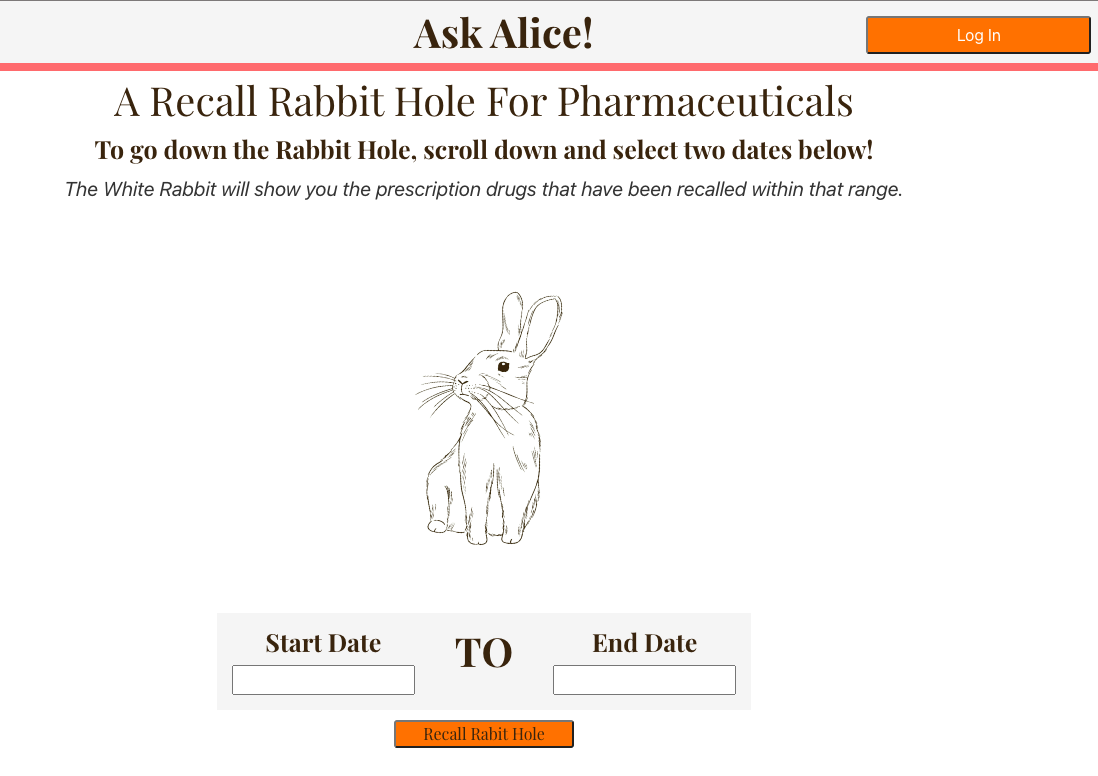 Ask Alice!
Log In
A Recall Rabbit Hole For Pharmaceuticals
To go down the Rabbit Hole, scroll down and select two dates below!
The White Rabbit will show you the prescription drugs that have been recalled within that range.
Start Date
TO
End Date
Recall Rabit Hole